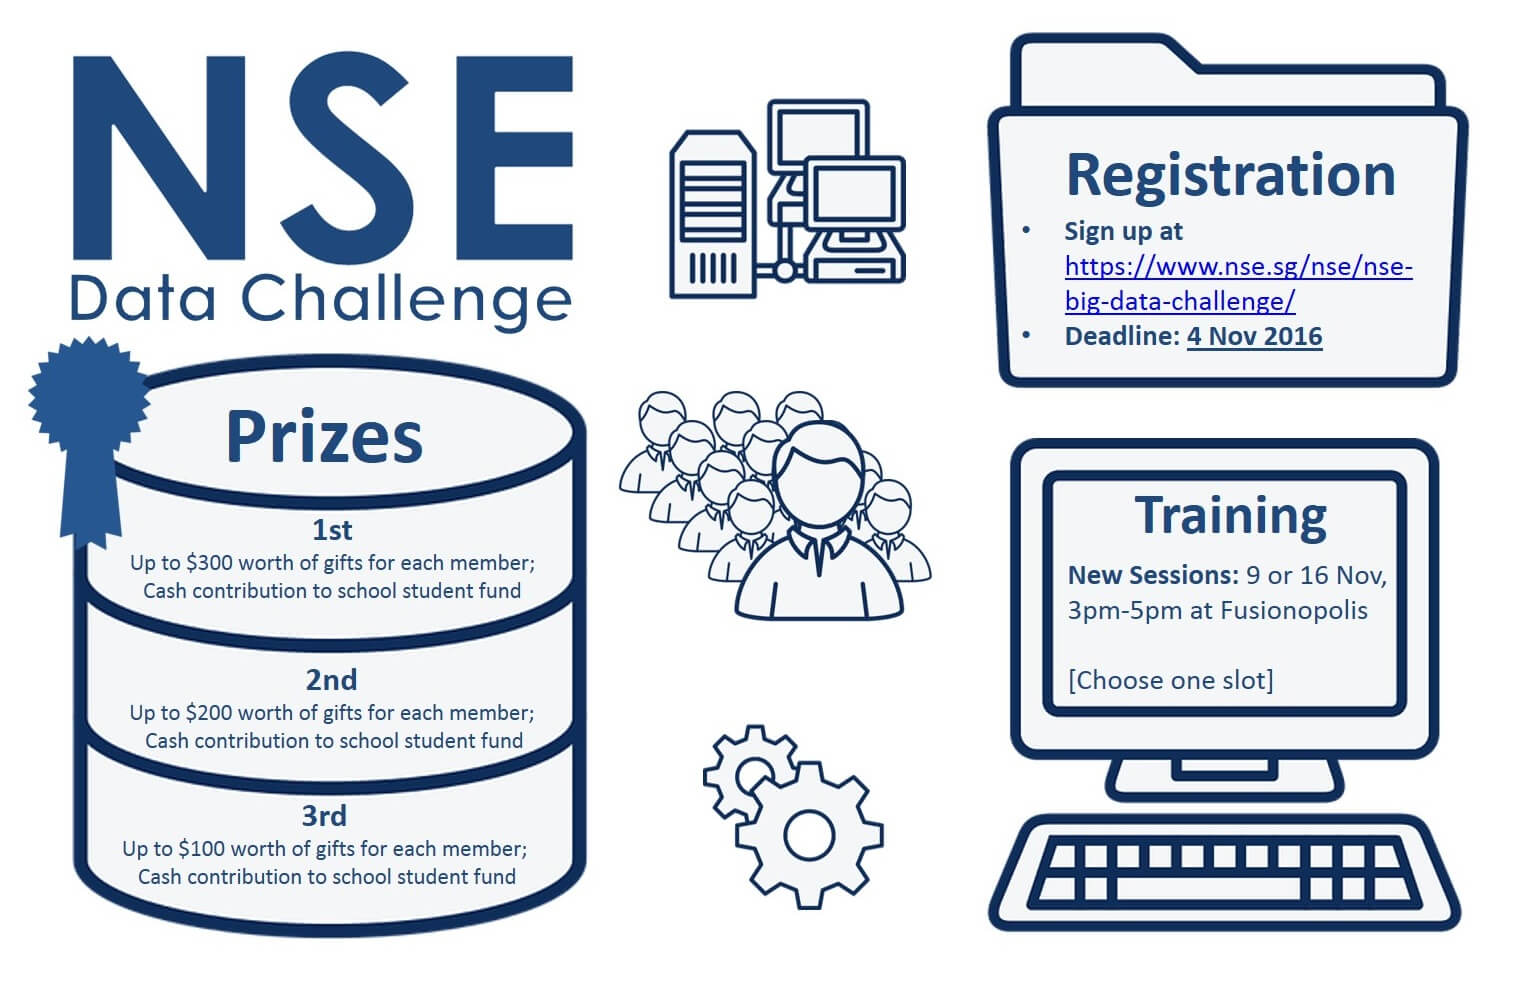 NSE
Data Challenge
Prizes
1st
Up to $300 worth of gifts for each member;
Cash contribution to school student fund
2nd
Up to $200 worth of gifts for each member;
Cash contribution to school student fund
3rd
Up to $100 worth of gifts for each member;
Cash contribution to school student fund
Registration
• Sign up at
https://www.nse.sg/nse/nse-
big-data-challenge/
• Deadline: 4 Nov 2016
Training
New Sessions: 9 or 16 Nov,
3pm-5pm at Fusionopolis
[Choose one slot]